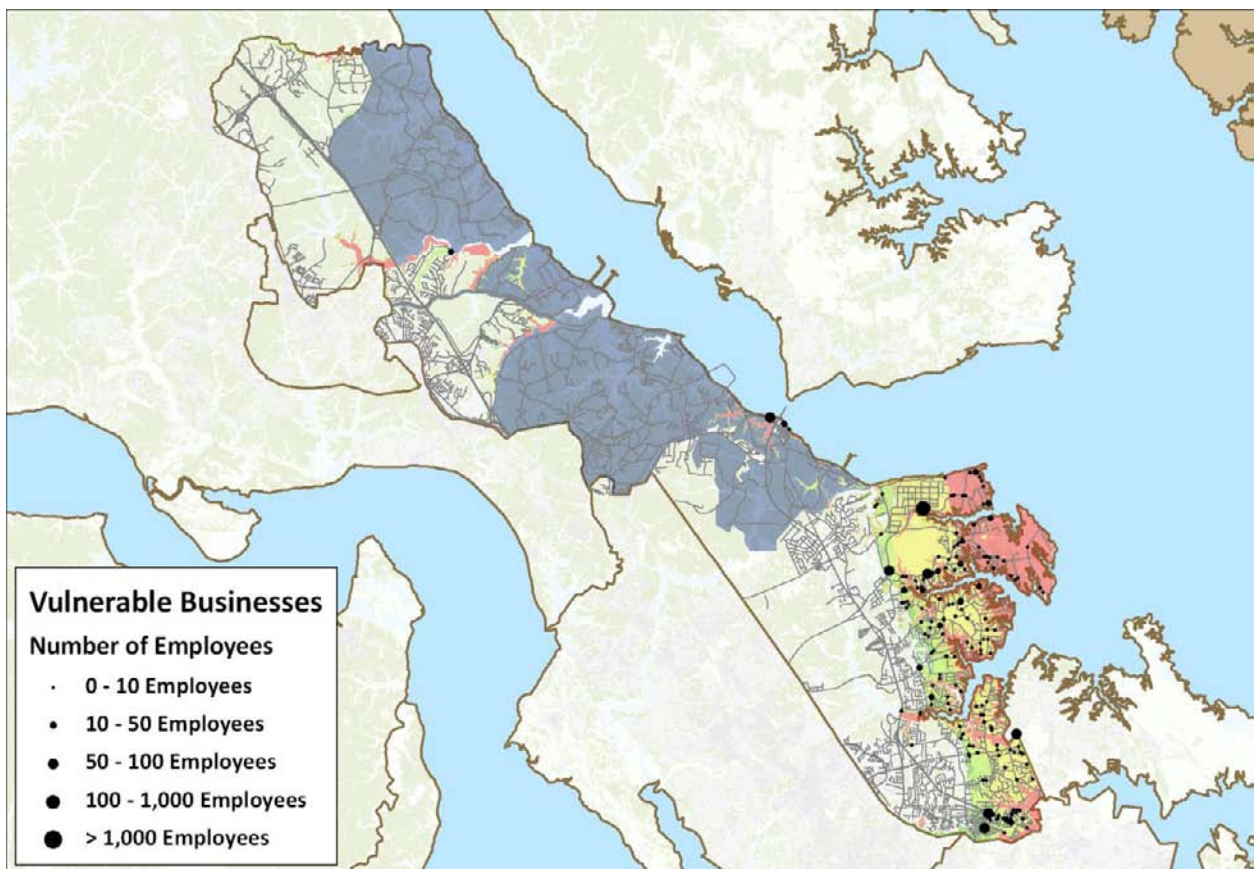 Vulnerable Businesses
Number of Employees
0 - 10 Employees
10 - 50 Employees
50 - 100 Employees
100 - 1,000 Employees
> 1,000 Employees